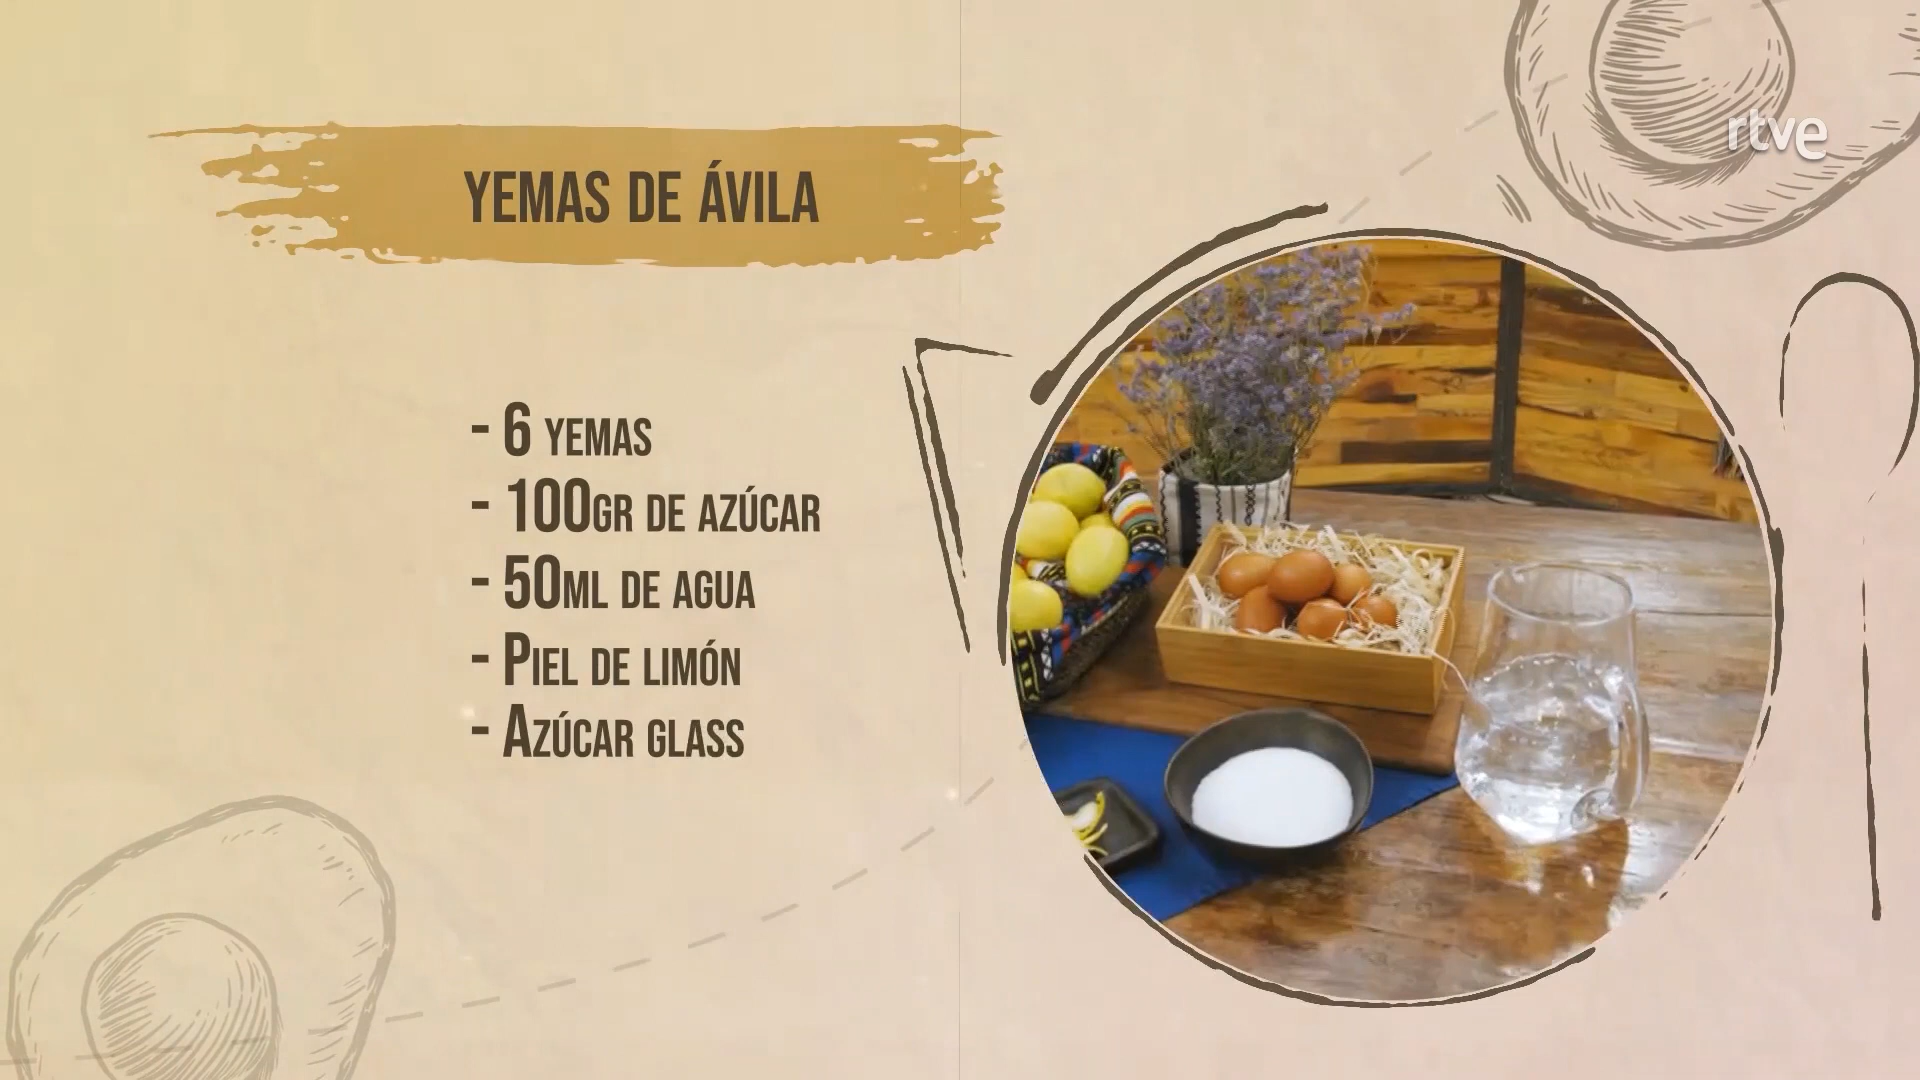 rtve
YEMAS DE ÁVILA
- 6 YEMAS
- 100GR DE AZÚCAR
- 50ML DE AGUA
- PIEL DE LIMÓN
- AZÚCAR GLASS